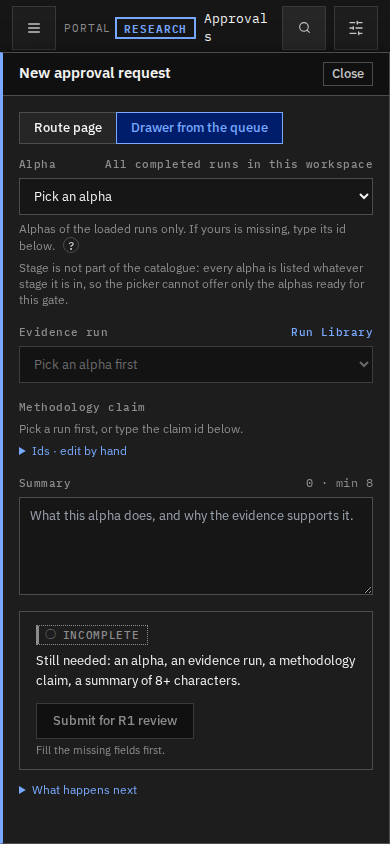 PORTAL RESEARCH Approval
s
New approval request Close
Route page Drawer from the queue
Alpha All completed runs in this workspace
Pick an alpha
Alphas of the loaded runs only. If yours is missing, type its id
below. ?
Stage is not part of the catalogue: every alpha is listed whatever
stage it is in, so the picker cannot offer only the alphas ready for
this gate.
Evidence run Run Library
Pick an alpha first
Methodology claim
Pick a run first, or type the claim id below.
Ids · edit by hand
Summary 0 · min 8
What this alpha does, and why the evidence supports it.
INCOMPLETE
Still needed: an alpha, an evidence run, a methodology
claim, a summary of 8+ characters.
Submit for R1 review
Fill the missing fields first.
What happens next